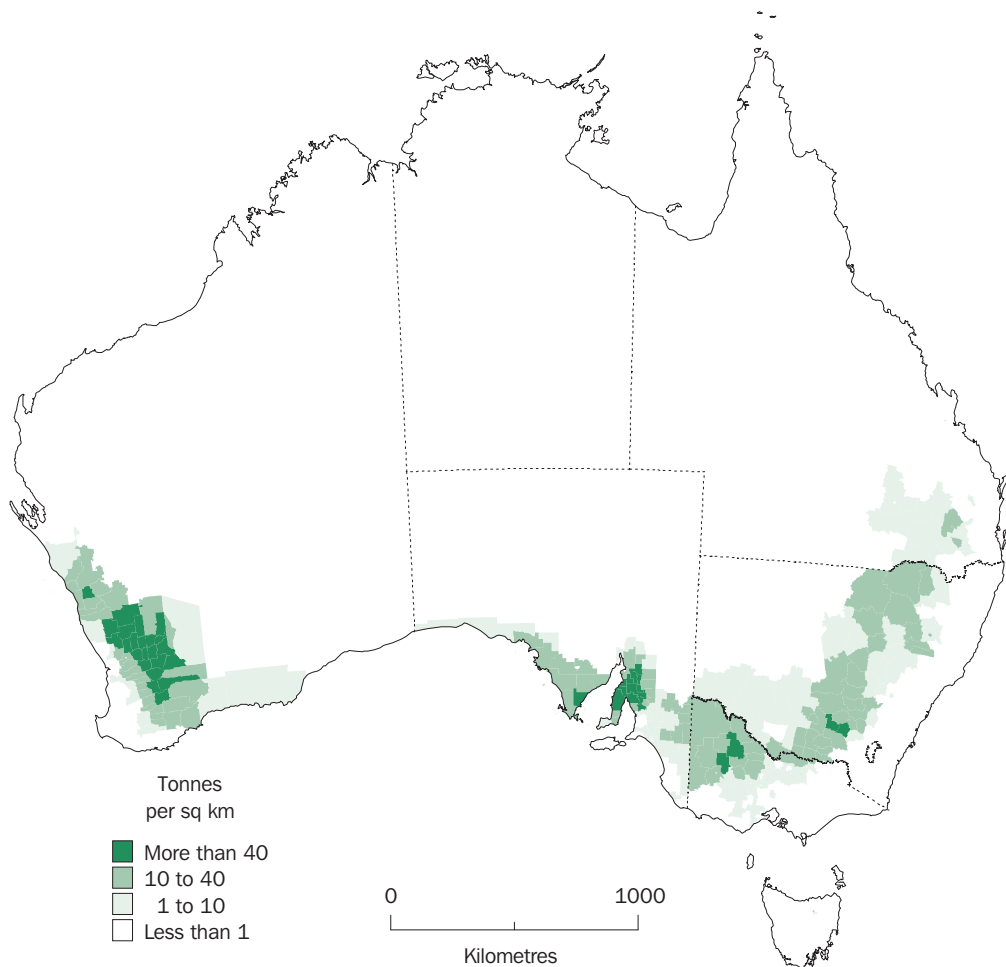 Tonnes
per sq km
More than 40
10 to 40
1 to 10
Less than 1
0 1000
Kilometres